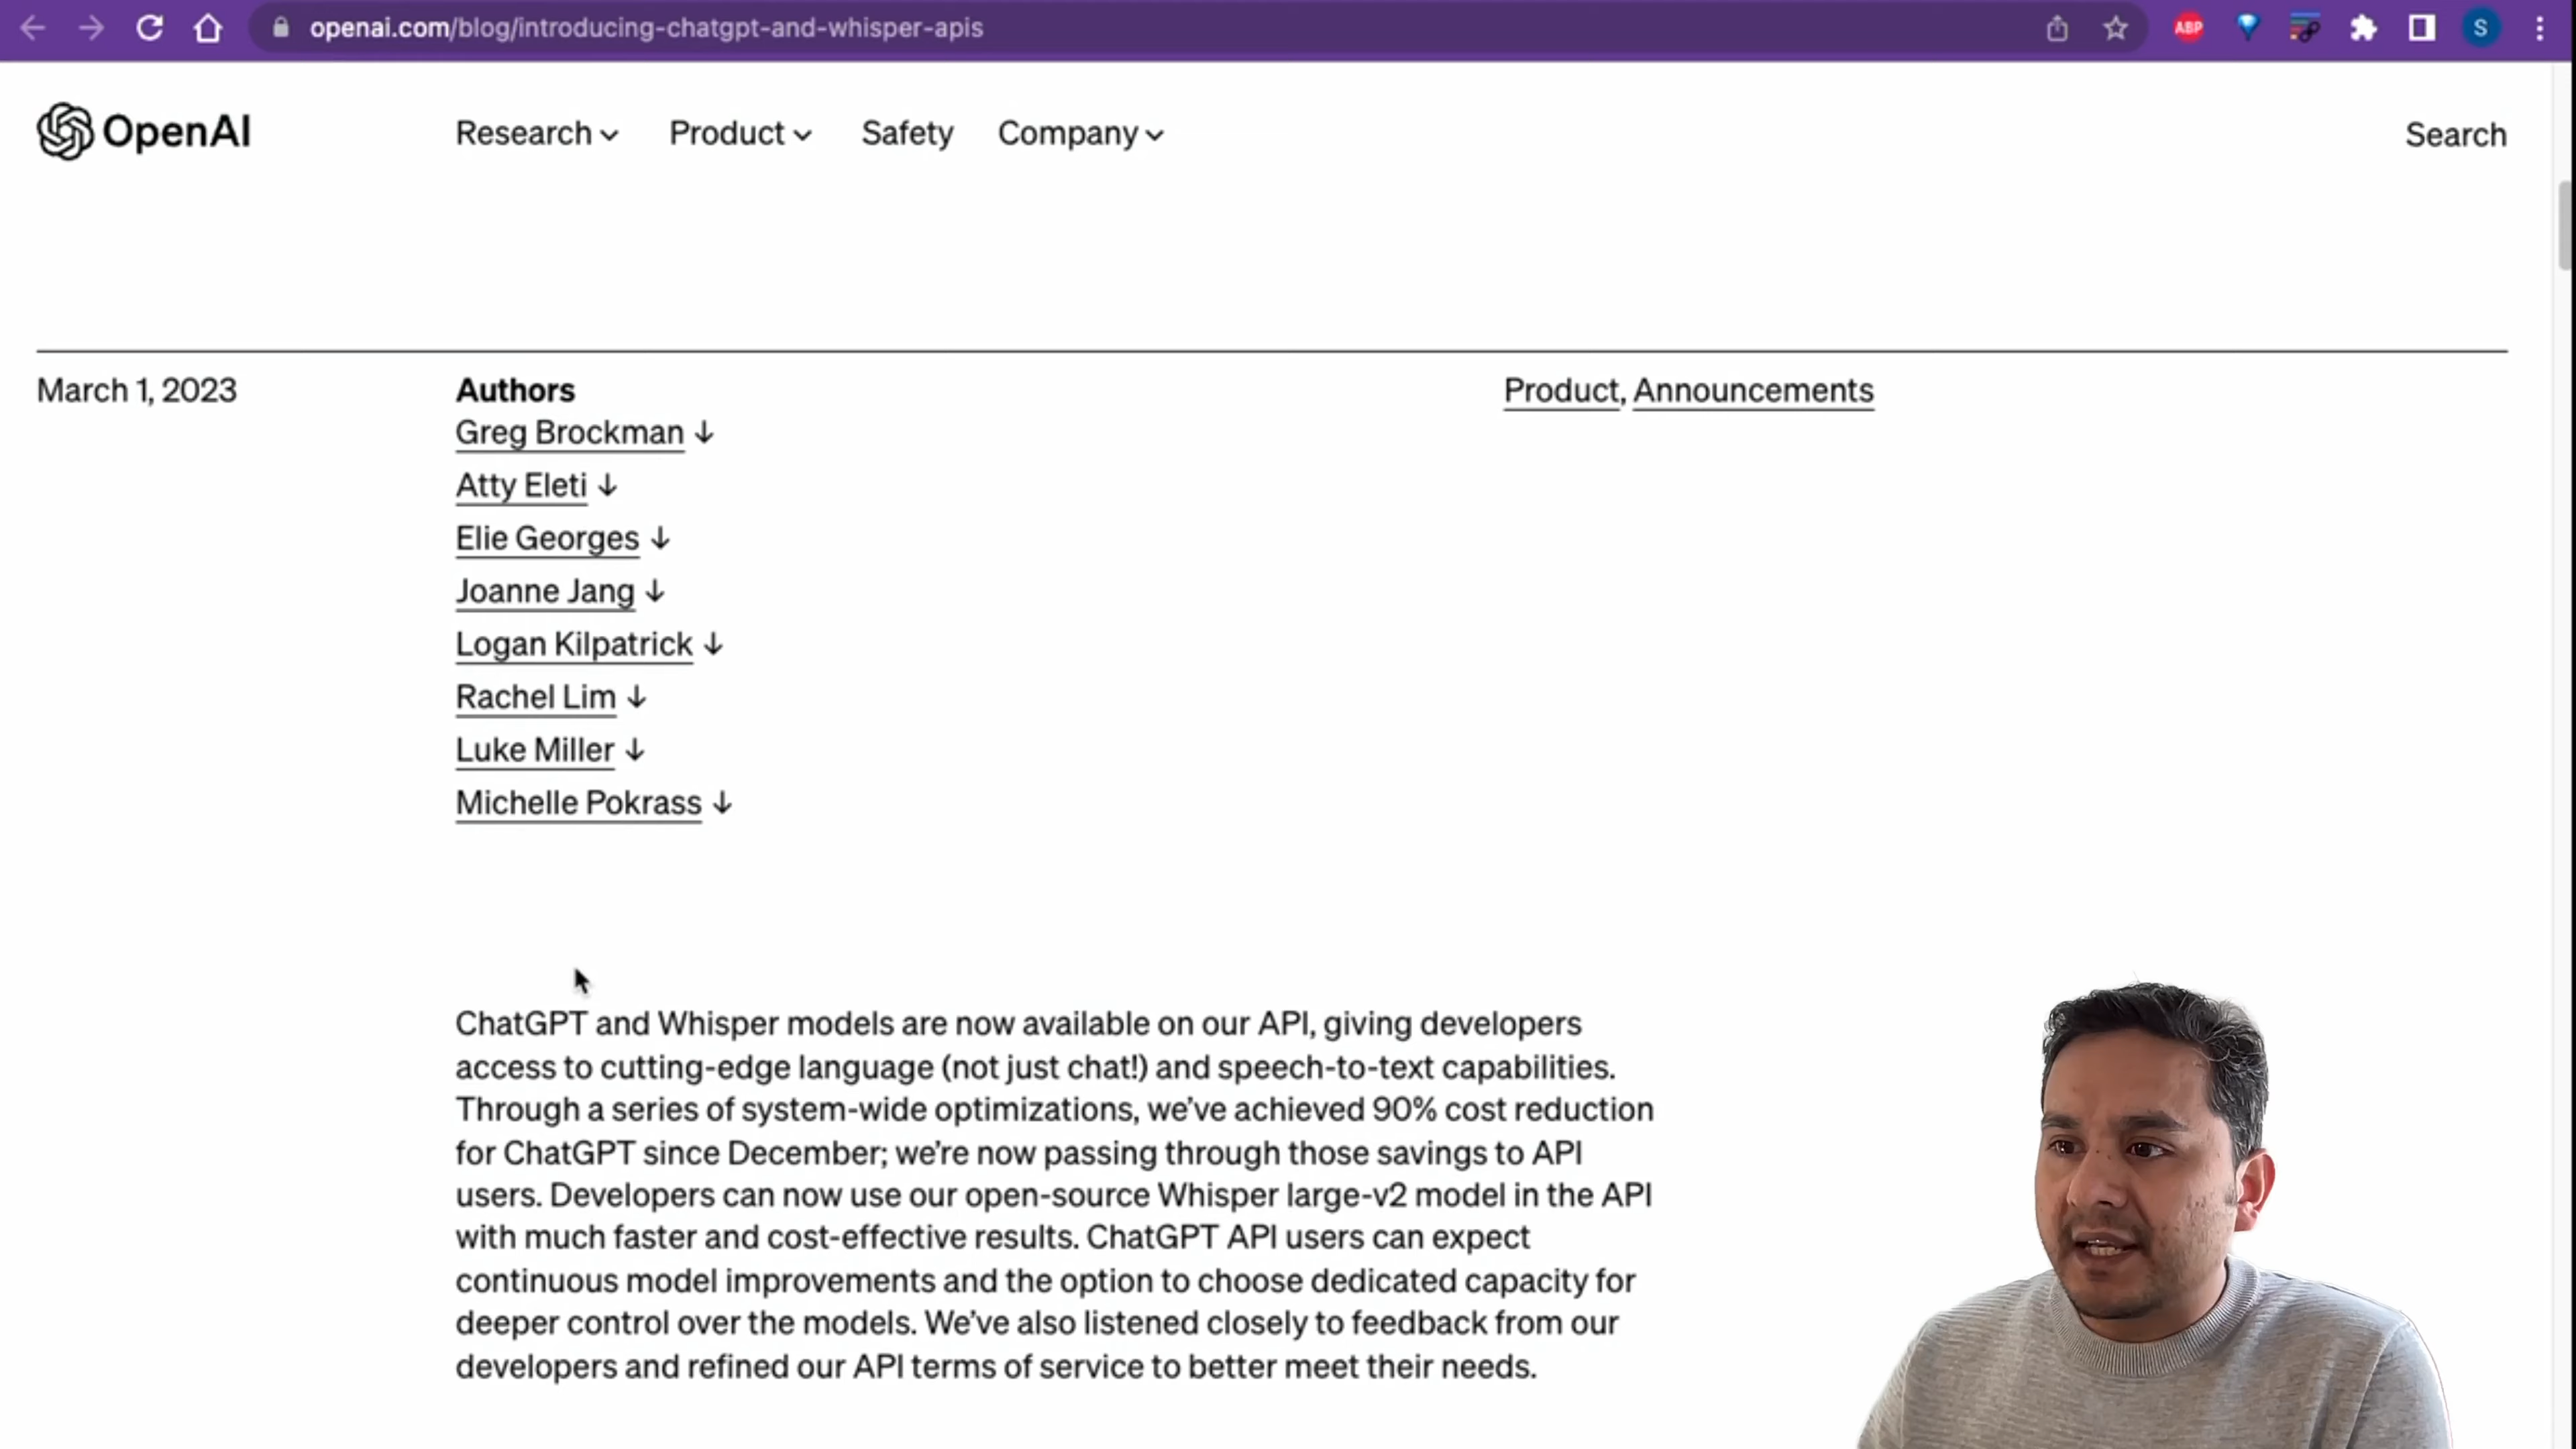 openai.com/blog/introducing-chatgpt-and-whisper-apis
ABP
S
OpenAI
Research
Product
Safety
Company
Search
March 1, 2023
Authors
Product, Announcements
Greg Brockman ↓
Atty Eleti ↓
Elie Georges ↓
Joanne Jang ↓
Logan Kilpatrick ↓
Rachel Lim ↓
Luke Miller ↓
Michelle Pokrass ↓
ChatGPT and Whisper models are now available on our API, giving developers
access to cutting-edge language (not just chat!) and speech-to-text capabilities.
Through a series of system-wide optimizations, we've achieved 90% cost reduction
for ChatGPT since December; we're now passing through those savings to API
users. Developers can now use our open-source Whisper large-v2 model in the API
with much faster and cost-effective results. ChatGPT API users can expect
continuous model improvements and the option to choose dedicated capacity for
deeper control over the models. We've also listened closely to feedback from our
developers and refined our API terms of service to better meet their needs.